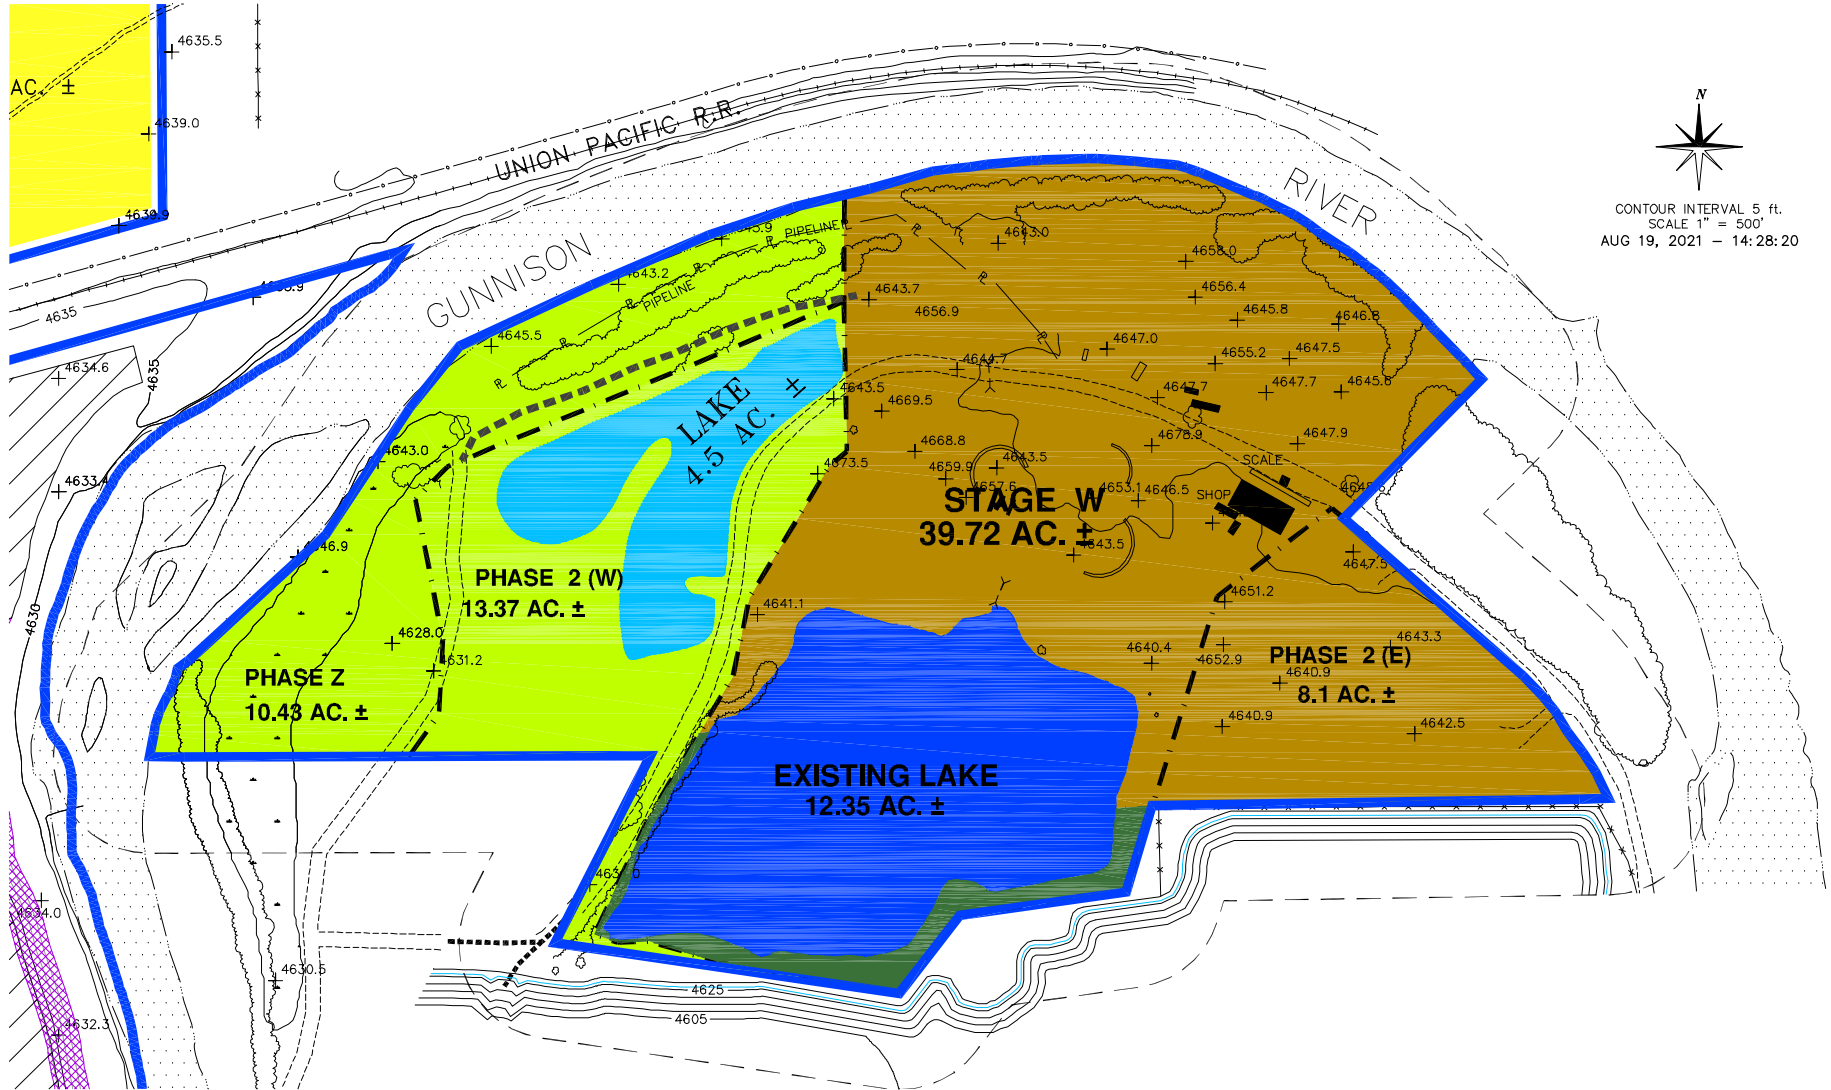 4635.5
AC. ±
4639.0
4639.9
UNION PACIFIC R.R.
RIVER
GUNNISON
N
CONTOUR INTERVAL 5 ft.
SCALE 1" = 500'
AUG 19, 2021 – 14:28:20
PIPELINE
4643.0
4658.0
4643.2
PIPELINE
4656.4
4643.7
4656.9
4645.8
4646.8
4635
4645.5
4647.0
4655.2
4647.5
4644.7
4634.6
4635
4643.5
4647.7
4647.7
4645.6
LAKE
4.5 AC. ±
4669.5
4678.9
4647.9
4668.8
4643.0
4673.5
4659.9
4643.5
SCALE
4633.4
4657.6
4653.1
4646.5
SHOP
STAGE W
39.72 AC. ±
4643.5
4647.5
PHASE 2 (W)
13.37 AC. ±
4651.2
4641.1
4630
4628.0
4631.2
4640.4
4652.9
4643.3
PHASE 2 (E)
8.1 AC. ±
4640.9
PHASE Z
10.43 AC. ±
4640.9
4642.5
EXISTING LAKE
12.35 AC. ±
4634.0
4630.5
4625
4605
4632.3